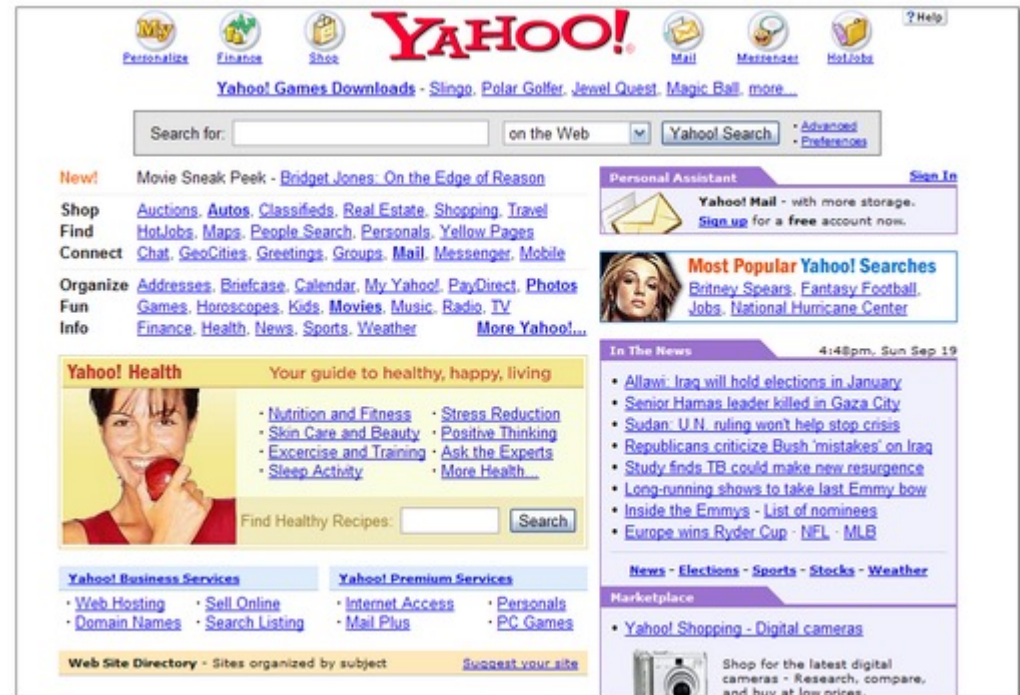 My
? Help
YAHOO!
Personalize Finance Shop Mail Messenger HotJobs
Yahoo! Games Downloads - Slingo, Polar Golfer, Jewel Quest, Magic Ball, more...
Search for: on the Web Yahoo! Search
· Advanced
· Preferences
New! Movie Sneak Peek - Bridget Jones: On the Edge of Reason
Shop Auctions, Autos, Classifieds, Real Estate, Shopping, Travel
Find HotJobs, Maps, People Search, Personals, Yellow Pages
Connect Chat, GeoCities, Greetings, Groups, Mail, Messenger, Mobile
Organize Addresses, Briefcase, Calendar, My Yahoo!, PayDirect, Photos
Fun Games, Horoscopes, Kids, Movies, Music, Radio, TV
Info Finance, Health, News, Sports, Weather More Yahoo!...
Yahoo! Health Your guide to healthy, happy, living
· Nutrition and Fitness · Stress Reduction
· Skin Care and Beauty · Positive Thinking
· Excercise and Training · Ask the Experts
· Sleep Activity · More Health...
Find Healthy Recipes: Search
Yahoo! Business Services
· Web Hosting · Sell Online
· Domain Names · Search Listing
Yahoo! Premium Services
· Internet Access · Personals
· Mail Plus · PC Games
Web Site Directory - Sites organized by subject Suggest your site
Personal Assistant Sign In
Yahoo! Mail - with more storage.
Sign up for a free account now.
Most Popular Yahoo! Searches
Britney Spears, Fantasy Football,
Jobs, National Hurricane Center
In The News 4:48pm, Sun Sep 19
• Allawi: Iraq will hold elections in January
• Senior Hamas leader killed in Gaza City
• Sudan: U.N. ruling won't help stop crisis
• Republicans criticize Bush 'mistakes' on Iraq
• Study finds TB could make new resurgence
• Long-running shows to take last Emmy bow
• Inside the Emmys - List of nominees
• Europe wins Ryder Cup · NFL · MLB
News - Elections - Sports - Stocks - Weather
Marketplace
• Yahoo! Shopping - Digital cameras
Shop for the latest digital
cameras - Research, compare,
and buy at low prices.